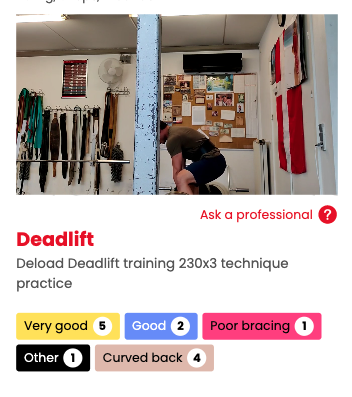 Ask a professional ?
Deadlift
Deload Deadlift training 230x3 technique
practice
Very good 5 Good 2 Poor bracing 1
Other 1 Curved back 4